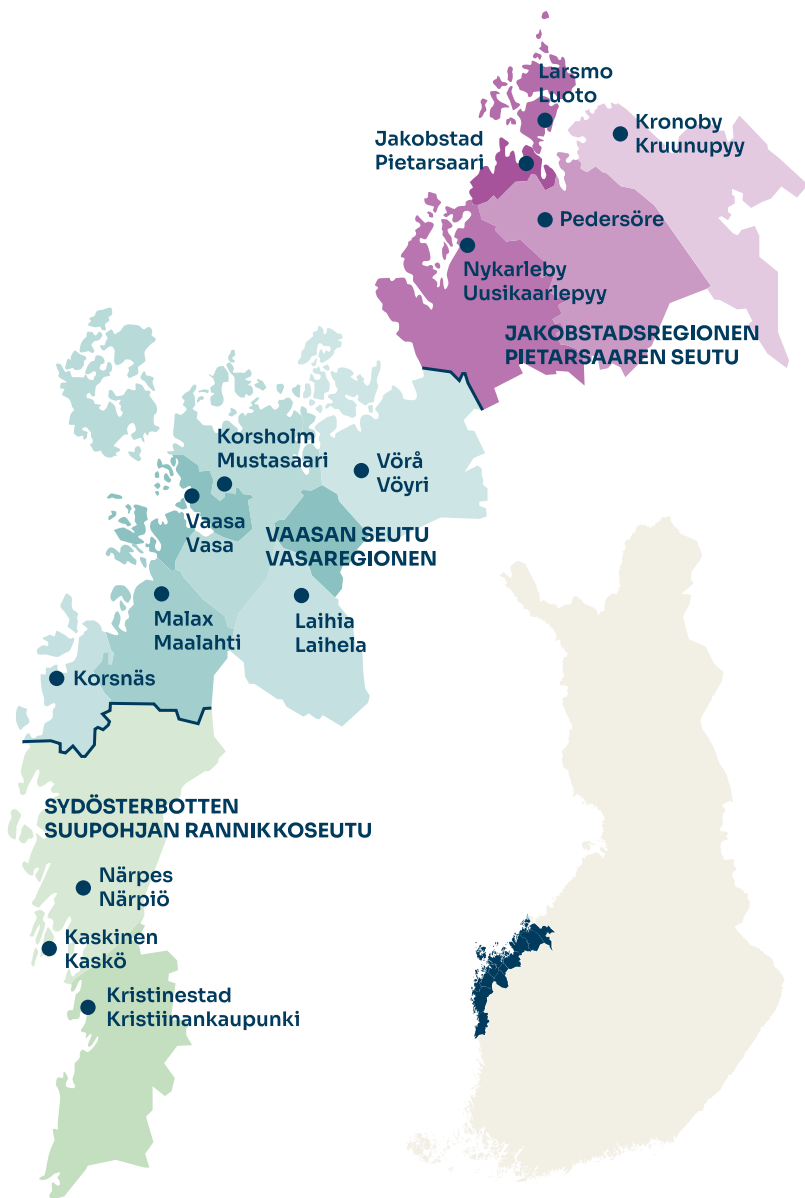 Larsmo
Luoto
Kronoby
Kruunupyy
Jakobstad
Pietarsaari
Pedersöre
Nykarleby
Uusikaarlepyy
JAKOBSTADSREGIONEN
PIETARSAAREN SEUTU
Korsholm
Mustasaari
Vörå
Vöyri
Vaasa
Vasa
VAASAN SEUTU
VASAREGIONEN
Malax
Maalahti
Laihia
Laihela
Korsnäs
SYDÖSTERBOTTEN
SUUPOHJAN RANNIKKOSEUTU
Närpes
Närpiö
Kaskinen
Kaskö
Kristinestad
Kristiinankaupunki